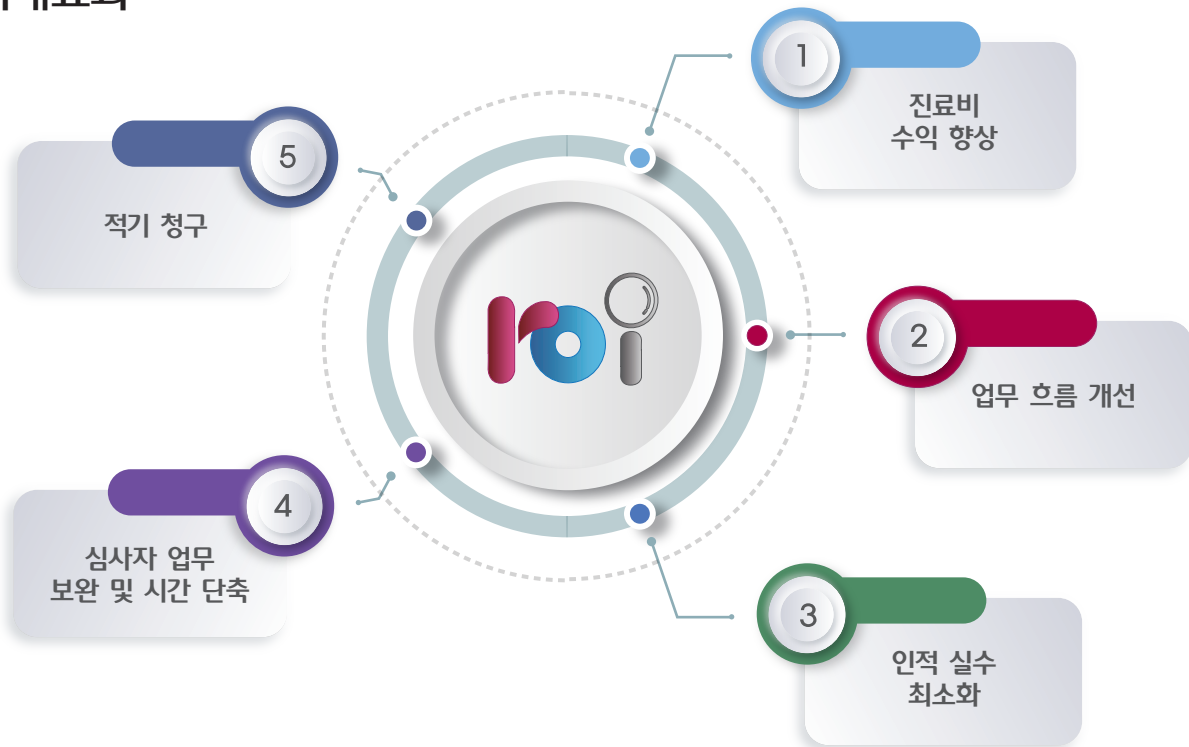 1
진료비
수익 향상
2
업무 흐름 개선
3
인적 실수
최소화
4
심사자 업무
보완 및 시간 단축
5
적기 청구
roi